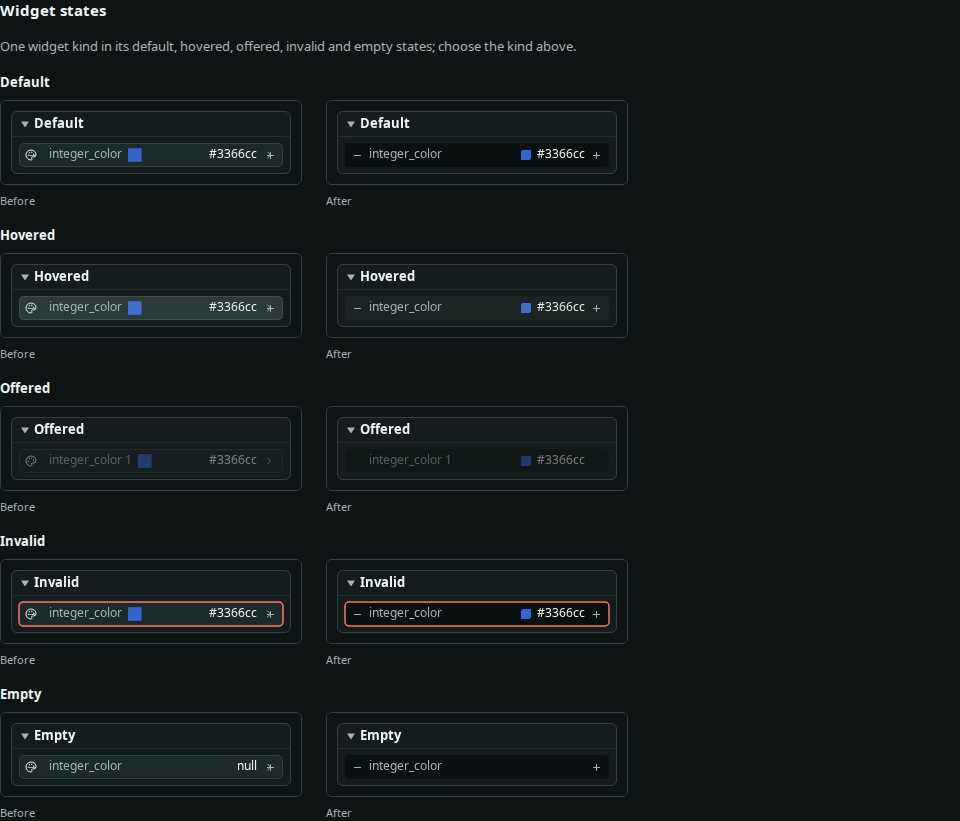 Widget states
One widget kind in its default, hovered, offered, invalid and empty states; choose the kind above.
Default
Default Default
integer_color #3366cc + − integer_color #3366cc +
Before After
Hovered
Hovered Hovered
integer_color #3366cc + − integer_color #3366cc +
Before After
Offered
Offered Offered
integer_color 1 #3366cc › integer_color 1 #3366cc
Before After
Invalid
Invalid Invalid
integer_color #3366cc + − integer_color #3366cc +
Before After
Empty
Empty Empty
integer_color null + − integer_color +
Before After